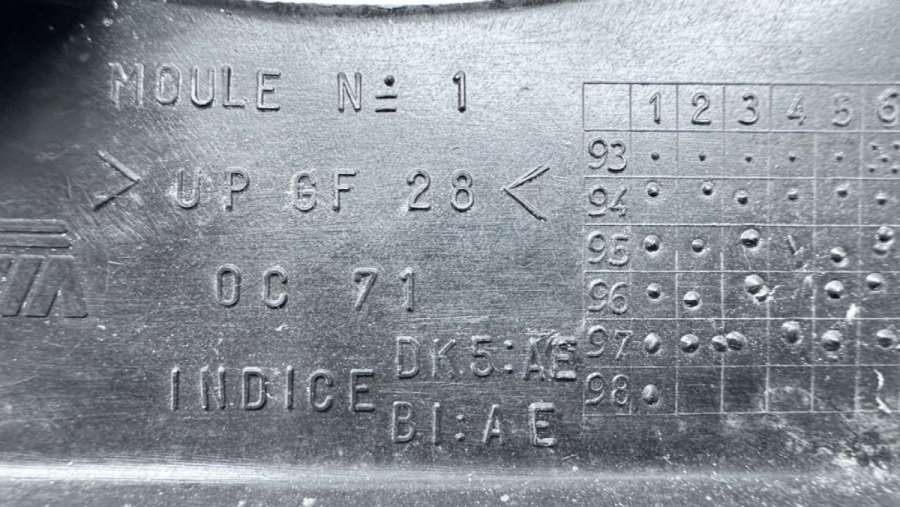 MOULE Nº 1
> UP GF 28 <
OC 71
INDICE DK5:AE
BI:AE
1 2 3 4 5 6
93
94
95
96
97
98